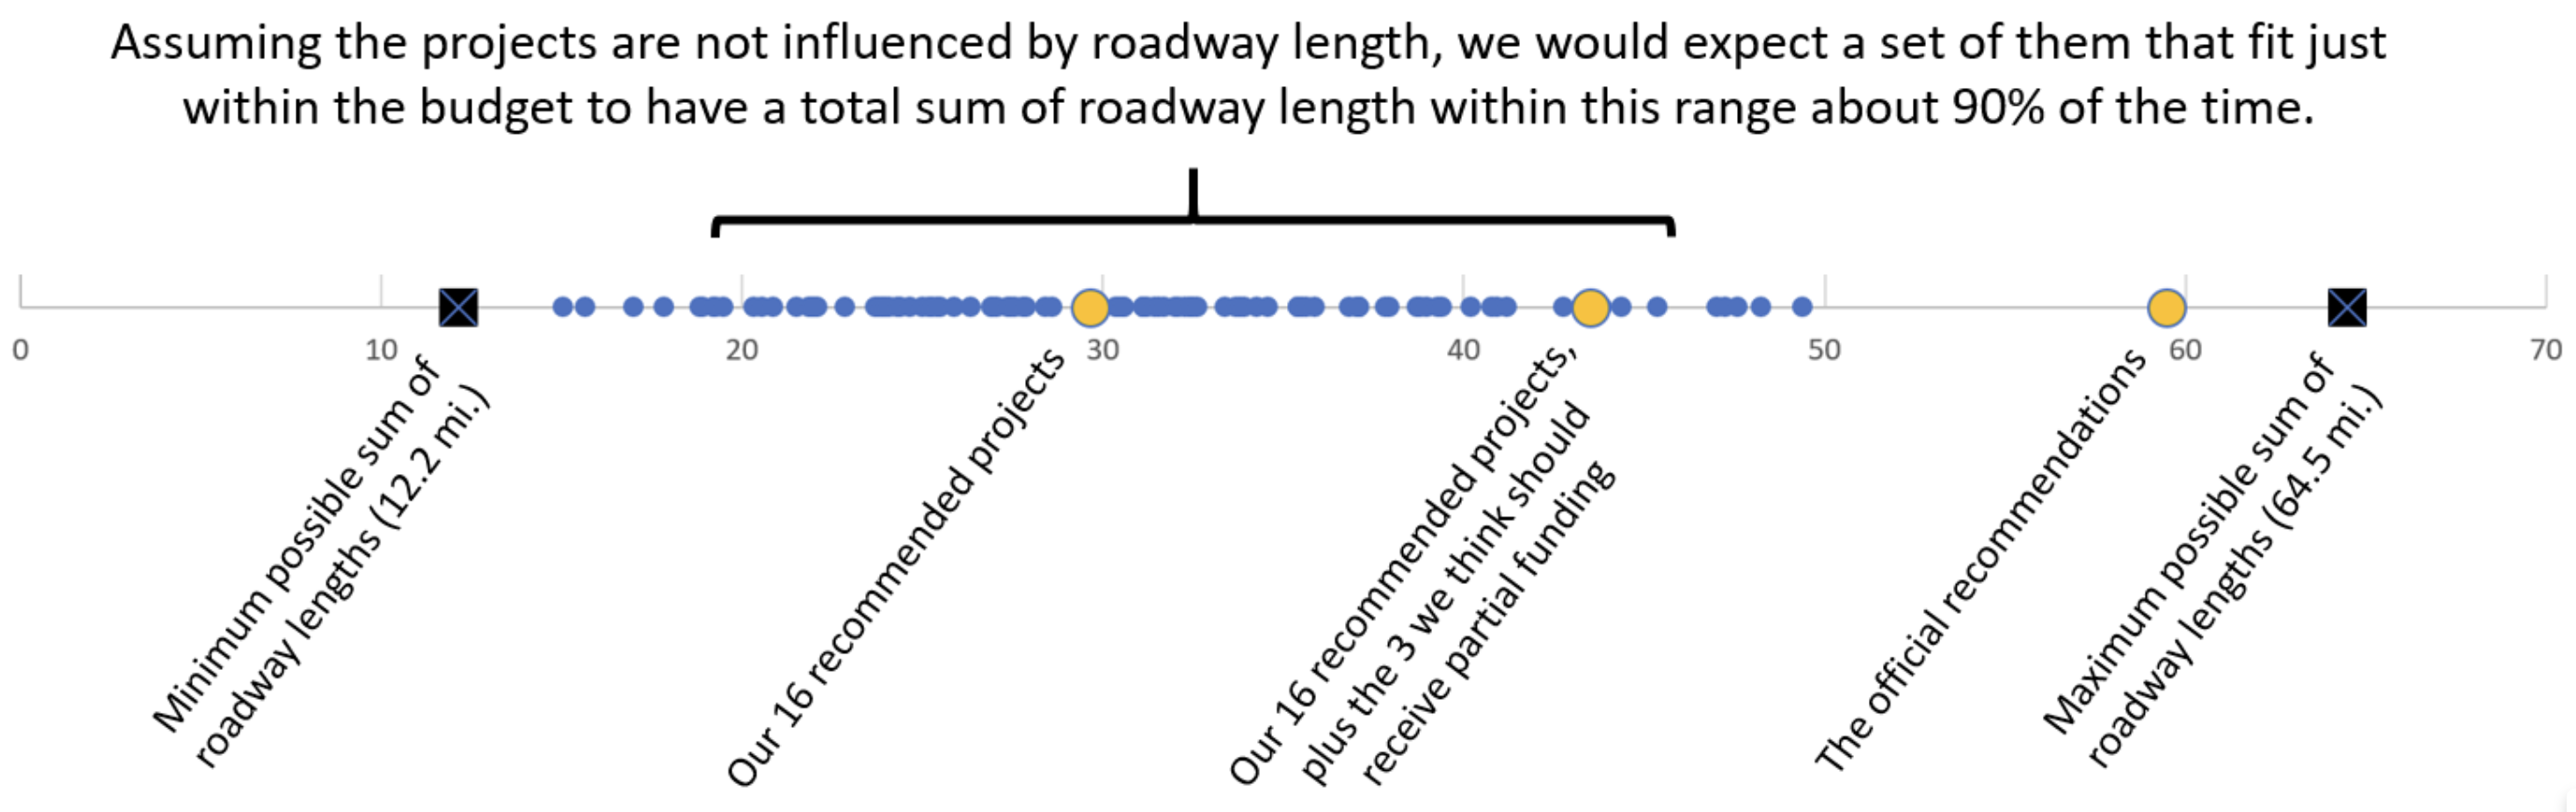 Assuming the projects are not influenced by roadway length, we would expect a set of them that fit just
within the budget to have a total sum of roadway length within this range about 90% of the time.
0
10
20
30
40
50
60
70
Minimum possible sum of
roadway lengths (12.2 mi.)
Our 16 recommended projects
Our 16 recommended projects,
plus the 3 we think should
receive partial funding
The official recommendations
Maximum possible sum of
roadway lengths (64.5 mi.)